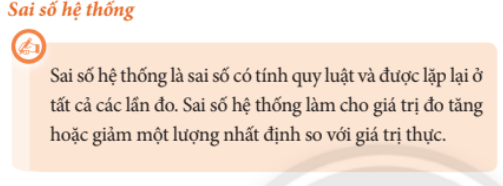 Sai số hệ thống
Sai số hệ thống là sai số có tính quy luật và được lặp lại ở
tất cả các lần đo. Sai số hệ thống làm cho giá trị đo tăng
hoặc giảm một lượng nhất định so với giá trị thực.